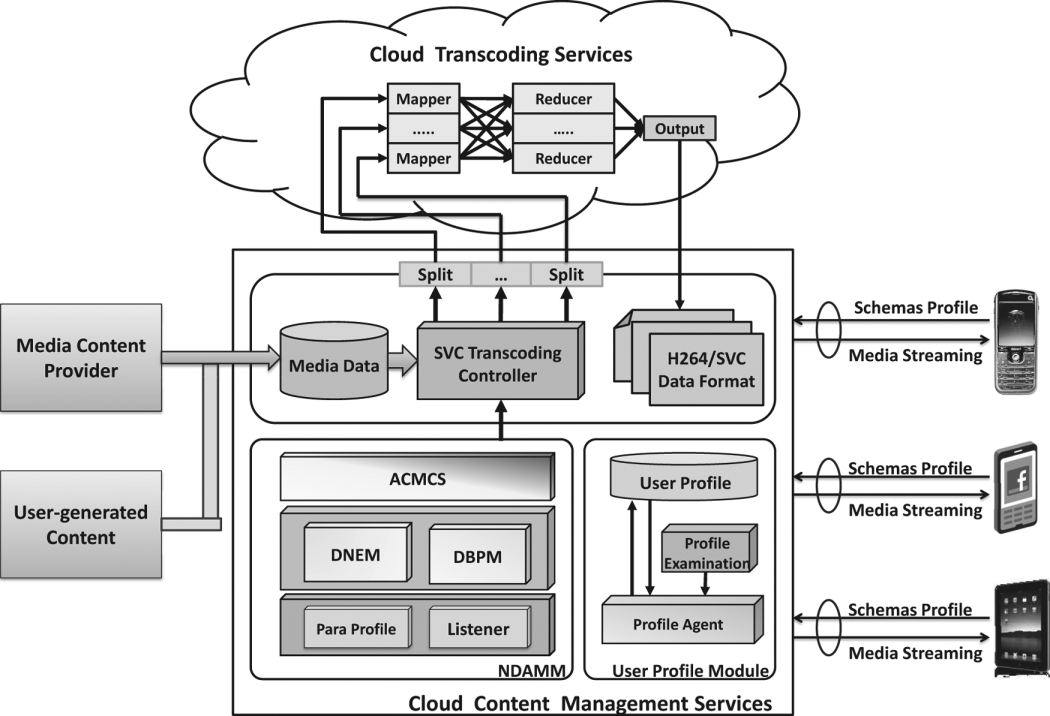 Cloud Transcoding Services
Mapper
Reducer
.....
.....
Output
Mapper
Reducer
Split
...
Split
Media Content
Provider
Media Data
SVC Transcoding
Controller
H264/SVC
Data Format
Schemas Profile
Media Streaming
User-generated
Content
ACMCS
DNEM
DBPM
Para Profile
Listener
NDAMM
User Profile
Profile
Examination
Profile Agent
User Profile Module
Schemas Profile
Media Streaming
f
Schemas Profile
Media Streaming
Cloud Content Management Services